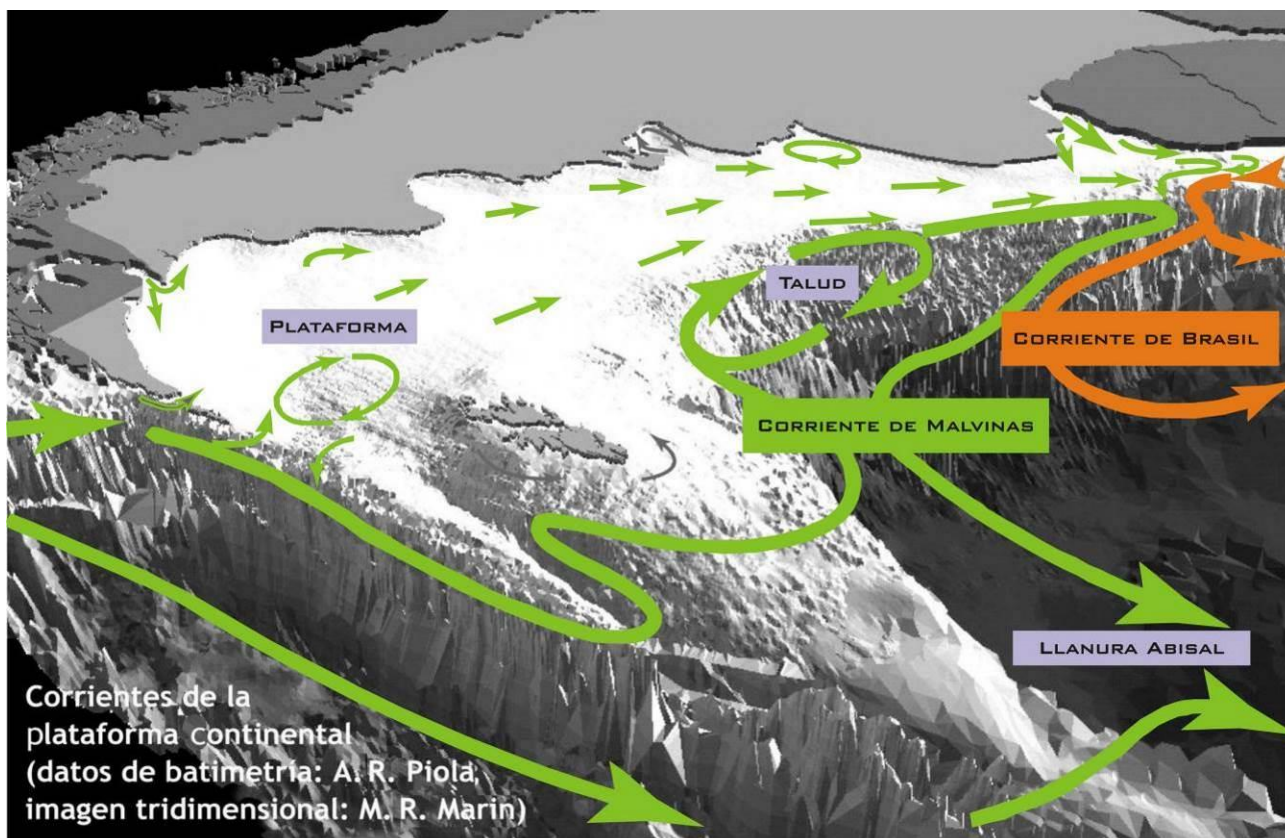 TALUD
PLATAFORMA
CORRIENTE DE BRASIL
CORRIENTE DE MALVINAS
LLANURA ABISAL
Corrientes de la
plataforma continental
(datos de batimetría: A. R. Piola;
imagen tridimensional: M. R. Marin)